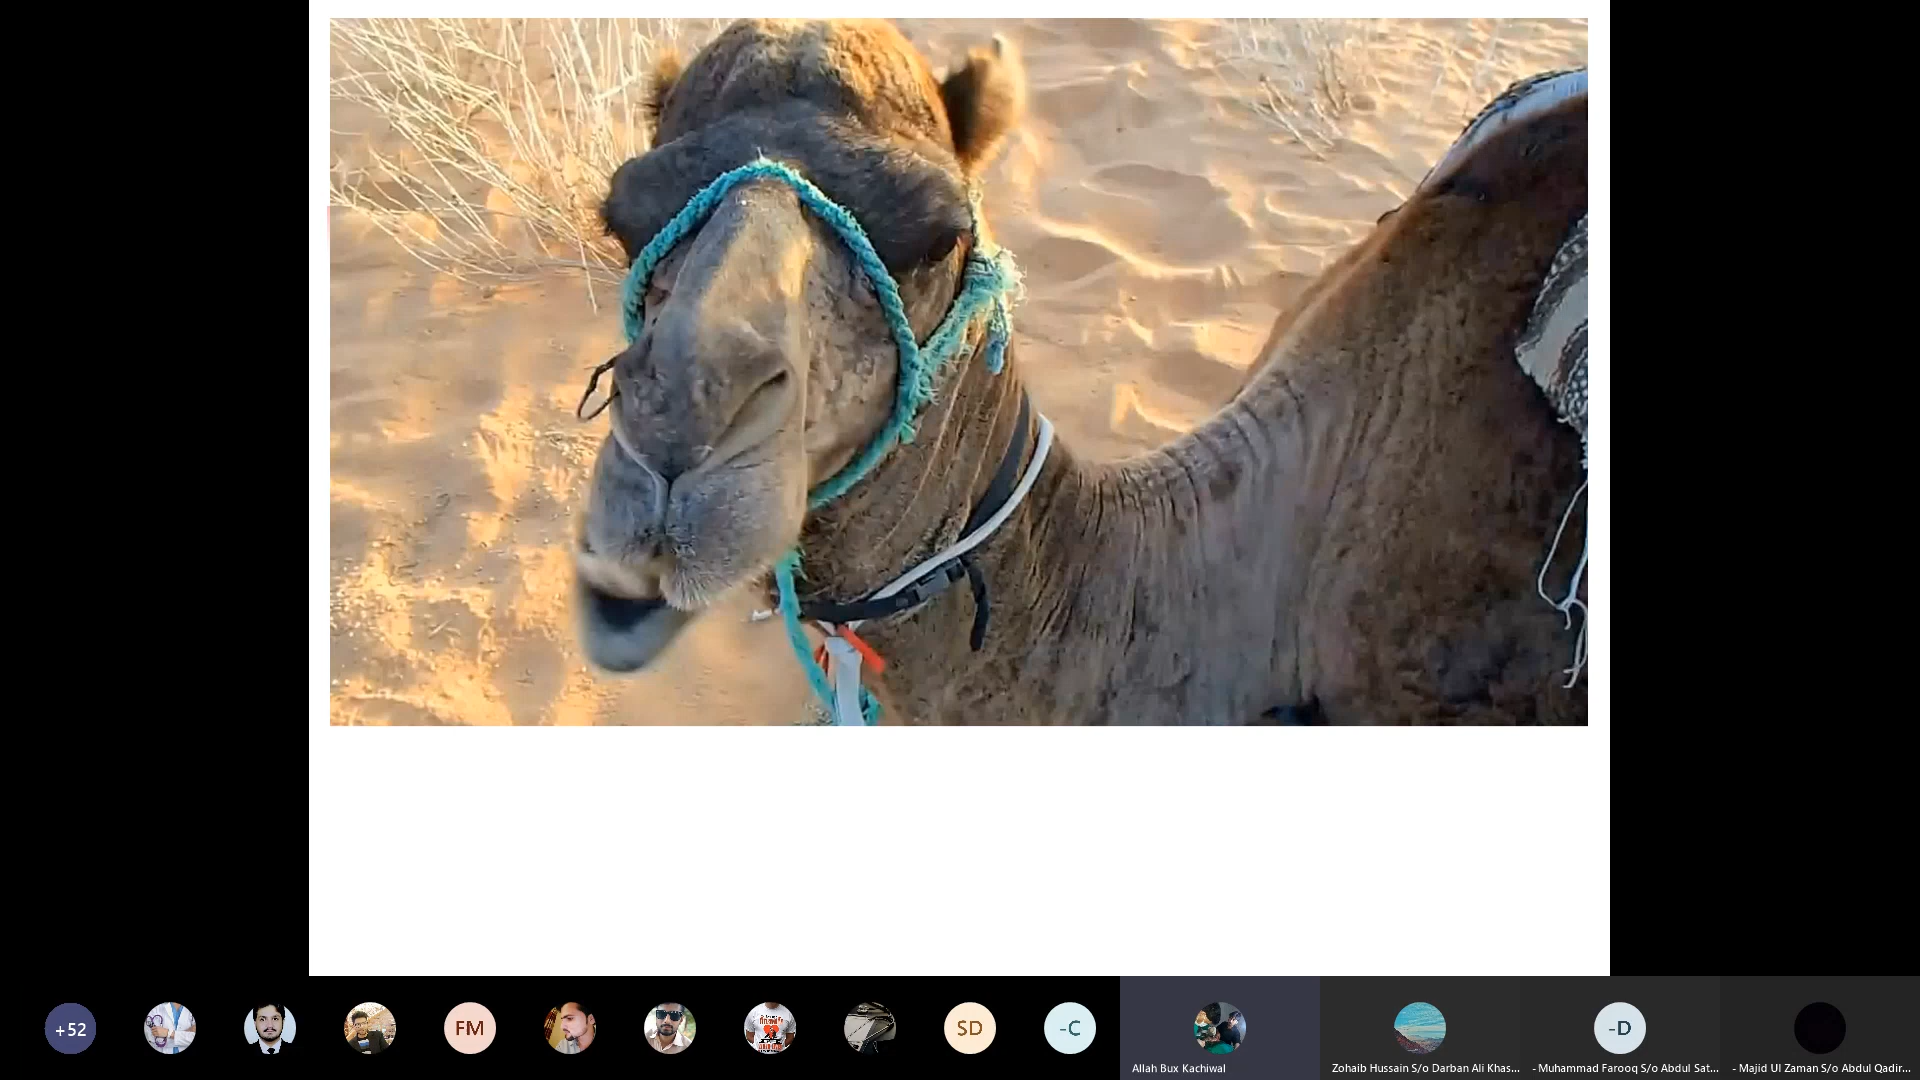 +52
FM
SD
-C
-D
Allah Bux Kachiwal
Zohaib Hussain S/o Darban Ali Khas...
- Muhammad Farooq S/o Abdul Sat...
- Majid Ul Zaman S/o Abdul Qadir...